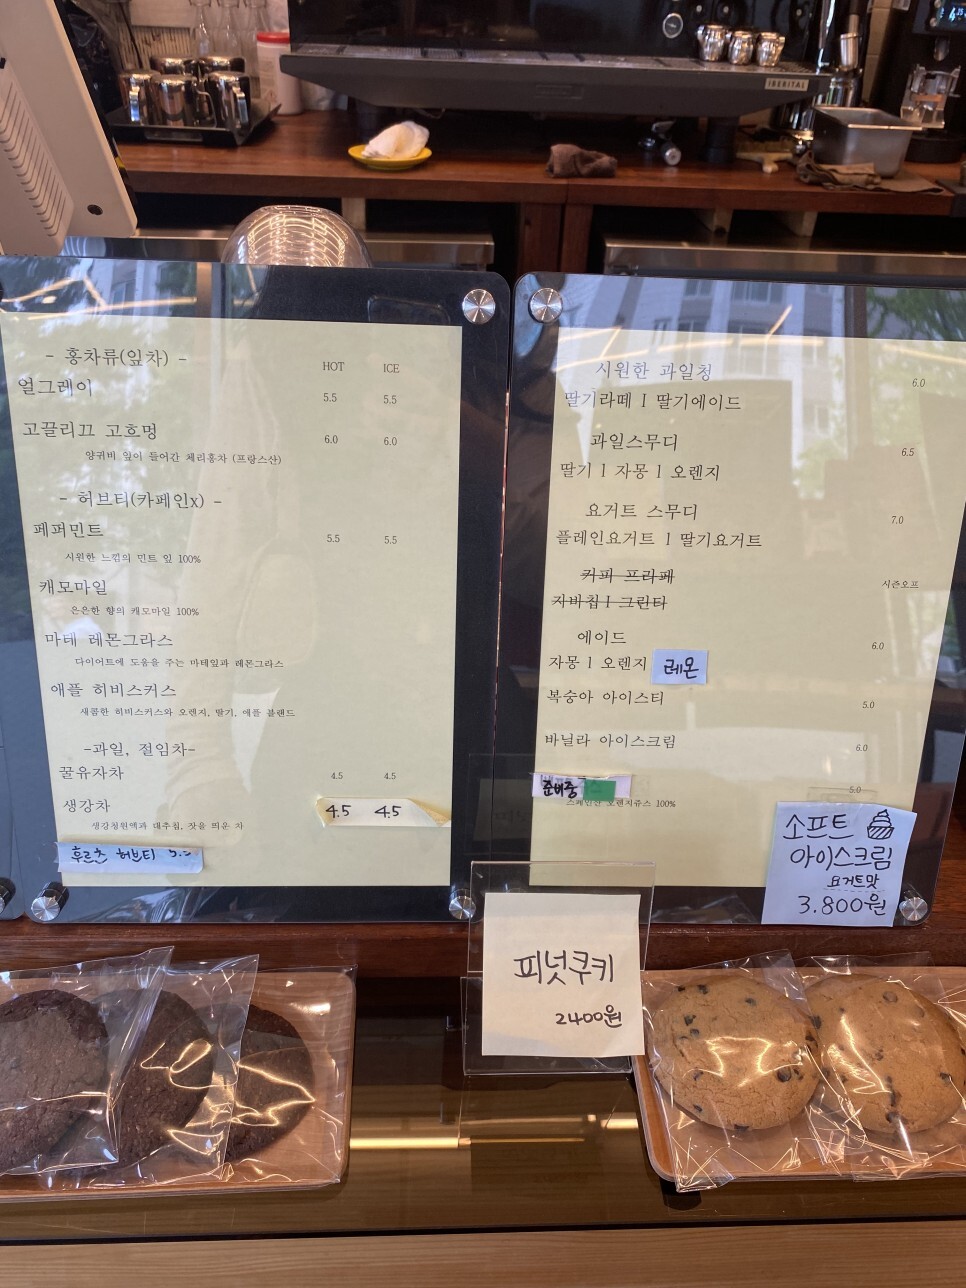 IBERITAL
- 홍차류(잎차) -
HOT ICE
얼그레이 5.5 5.5
고끌리끄 고흐멍 6.0 6.0
양귀비 잎이 들어간 체리홍차 (프랑스산)
- 허브티(카페인x) -
페퍼민트 5.5 5.5
시원한 느낌의 민트 잎 100%
캐모마일
은은한 향의 캐모마일 100%
마테 레몬그라스
다이어트에 도움을 주는 마테잎과 레몬그라스
애플 히비스커스
새콤한 히비스커스와 오렌지, 딸기, 애플 블랜드
-과일, 절임차-
꿀유자차 4.5 4.5
생강차 4.5 4.5
생강청원액과 대추칩, 잣을 띄운 차
후르츠 허브티 5.5
시원한 과일청 6.0
딸기라떼 I 딸기에이드
과일스무디 6.5
딸기 I 자몽 I 오렌지
요거트 스무디 7.0
플레인요거트 I 딸기요거트
커피 프라페 시즌오프
자바칩 I 그린타
에이드 6.0
자몽 I 오렌지 레몬
복숭아 아이스티 5.0
바닐라 아이스크림 6.0
준비중 5.0
스페인산 오렌지쥬스 100%
소프트
아이스크림
요거트맛
3.800원
피넛쿠키
2400원